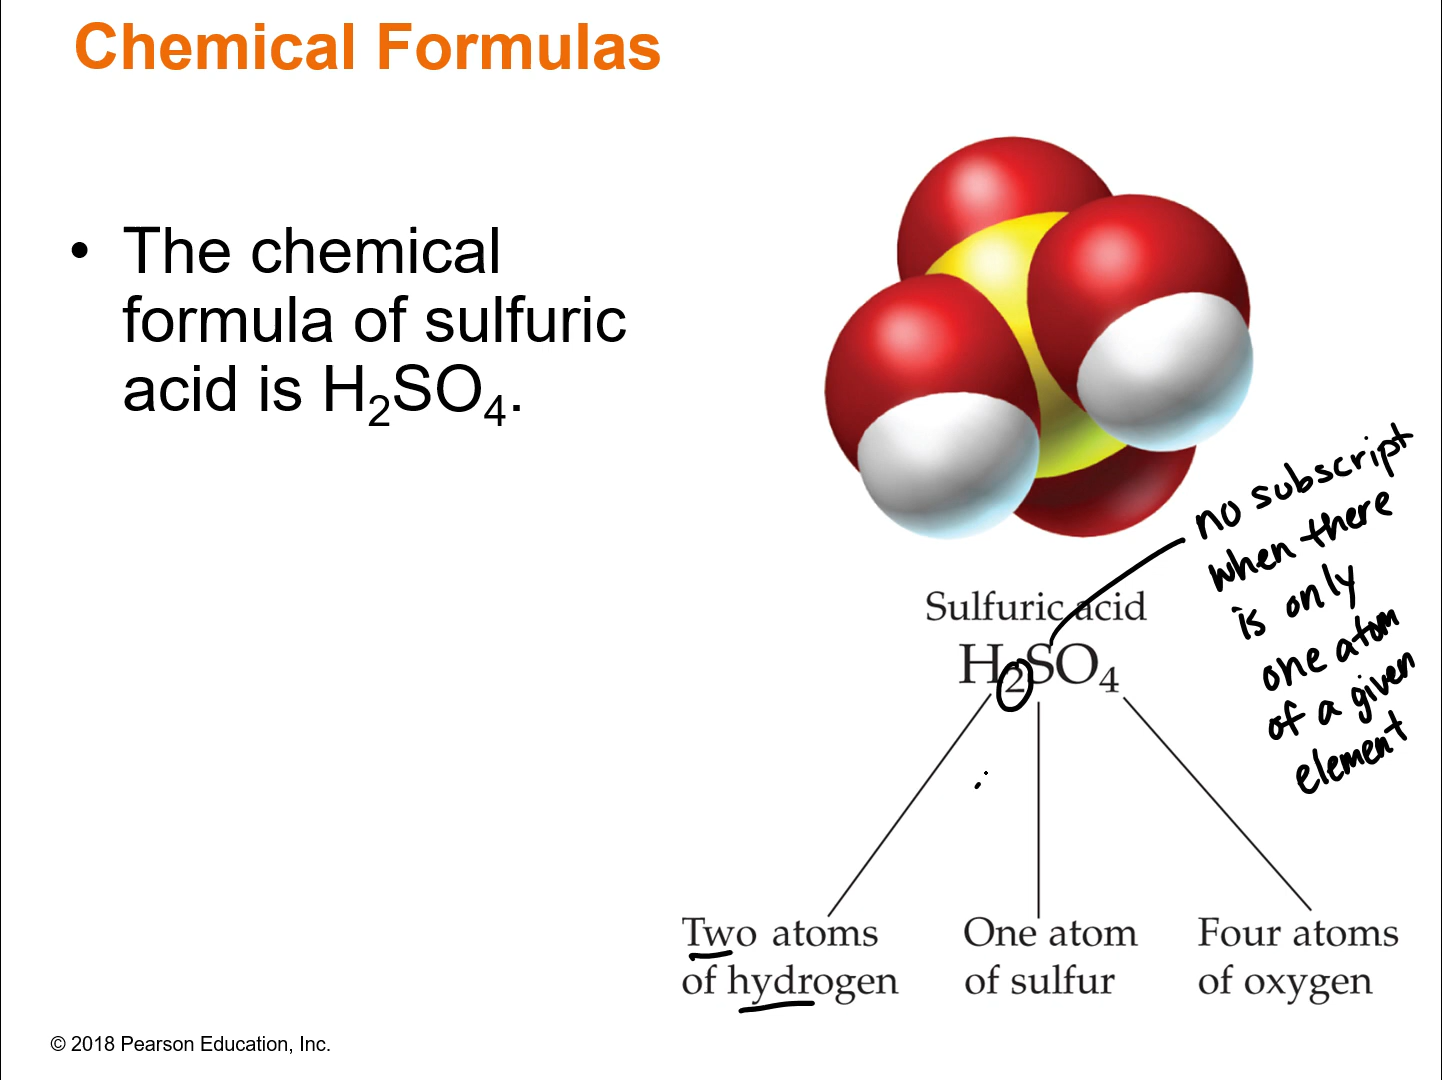 Chemical Formulas
• The chemical
formula of sulfuric
acid is H₂SO₄.
no subscript
when there
is only
one atom
of a given
element
Sulfuric acid
H₂SO₄
Two atoms
of hydrogen
One atom
of sulfur
Four atoms
of oxygen
© 2018 Pearson Education, Inc.